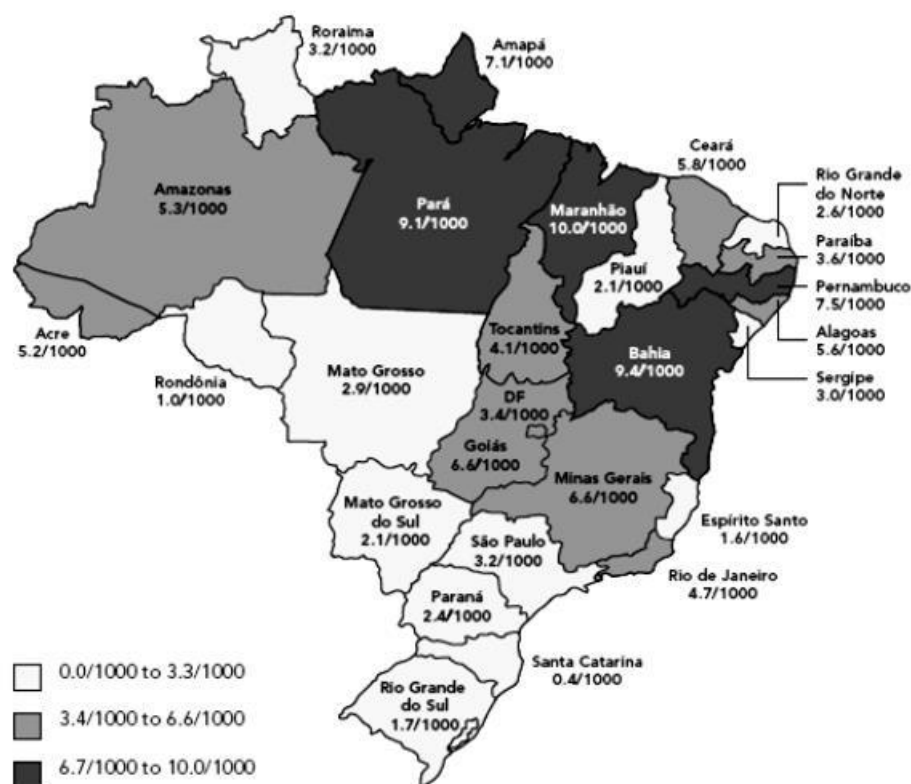 Roraima
3.2/1000
Amapá
7.1/1000
Ceará
5.8/1000
Rio Grande
do Norte
2.6/1000
Amazonas
5.3/1000
Pará
9.1/1000
Maranhão
10.0/1000
Paraíba
3.6/1000
Piauí
2.1/1000
Pernambuco
7.5/1000
Acre
5.2/1000
Tocantins
4.1/1000
Alagoas
5.6/1000
Bahia
9.4/1000
Rondônia
1.0/1000
Mato Grosso
2.9/1000
Sergipe
3.0/1000
DF
3.4/1000
Goiás
6.6/1000
Minas Gerais
6.6/1000
Mato Grosso
do Sul
2.1/1000
São Paulo
3.2/1000
Espírito Santo
1.6/1000
Rio de Janeiro
4.7/1000
Paraná
2.4/1000
Santa Catarina
0.4/1000
Rio Grande
do Sul
1.7/1000
0.0/1000 to 3.3/1000
3.4/1000 to 6.6/1000
6.7/1000 to 10.0/1000